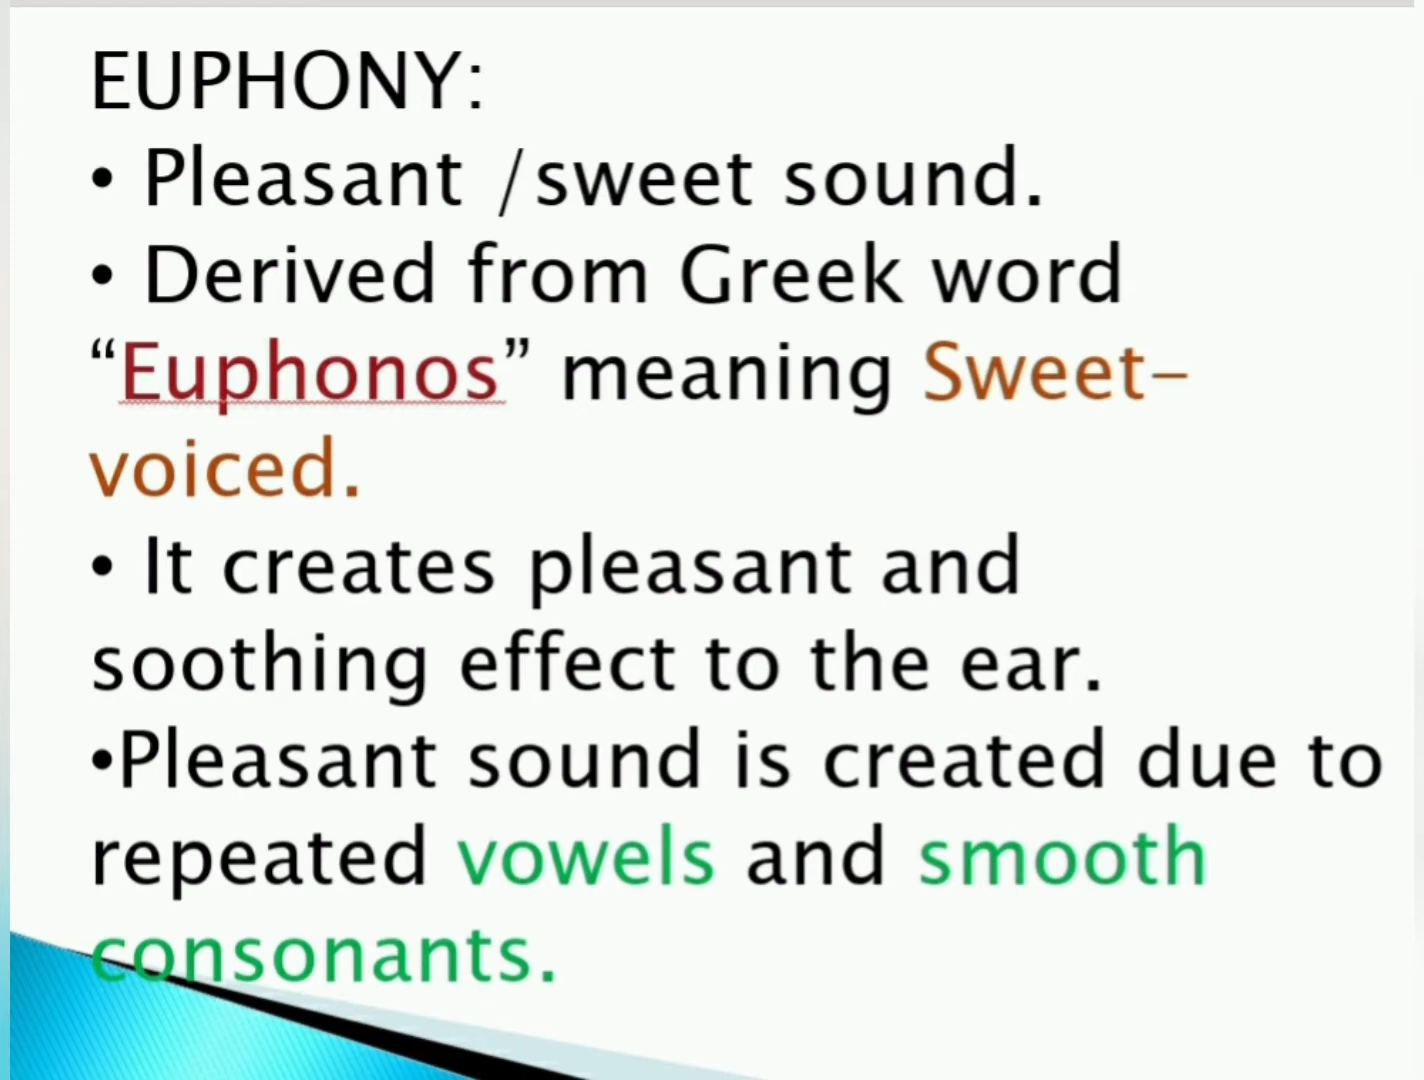 EUPHONY:
• Pleasant /sweet sound.
• Derived from Greek word
“Euphonos” meaning Sweet-
voiced.
• It creates pleasant and
soothing effect to the ear.
•Pleasant sound is created due to
repeated vowels and smooth
consonants.